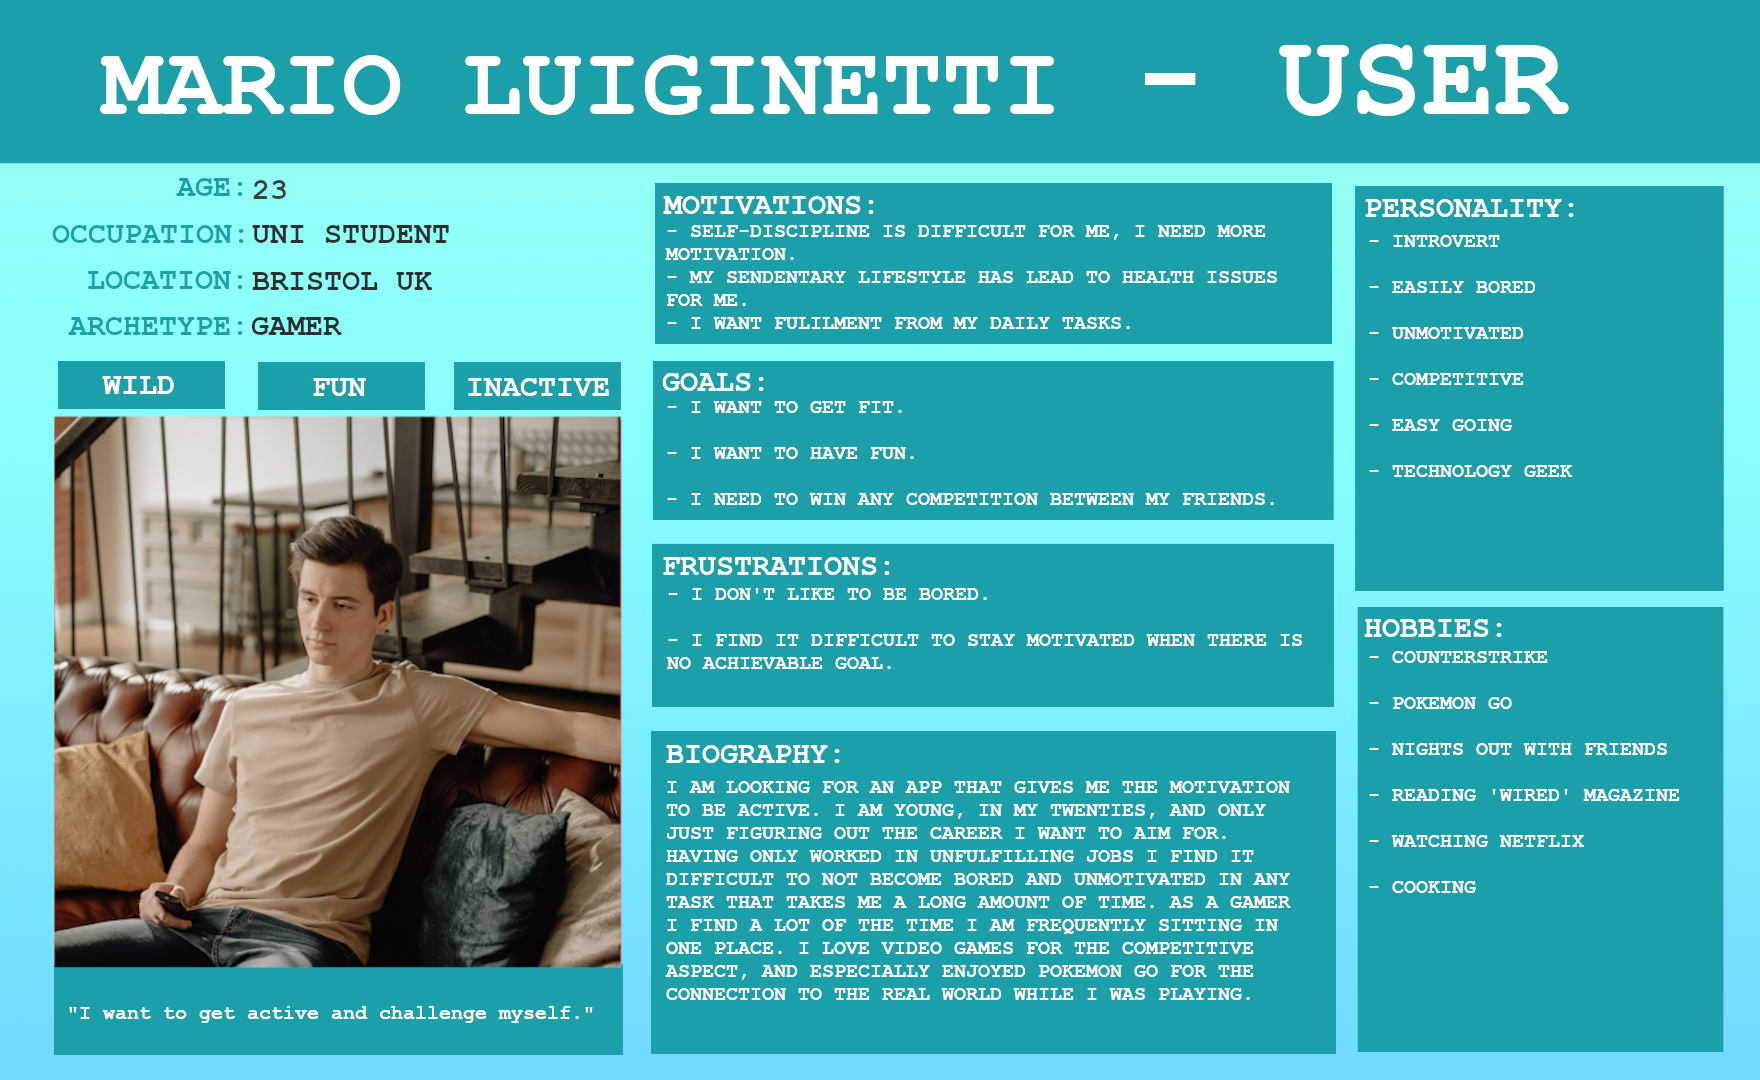 MARIO LUIGINETTI - USER
AGE: 23
OCCUPATION: UNI STUDENT
LOCATION: BRISTOL UK
ARCHETYPE: GAMER
WILD
FUN
INACTIVE
"I want to get active and challenge myself."
MOTIVATIONS:
- SELF-DISCIPLINE IS DIFFICULT FOR ME, I NEED MORE
MOTIVATION.
- MY SENDENTARY LIFESTYLE HAS LEAD TO HEALTH ISSUES
FOR ME.
- I WANT FULILMENT FROM MY DAILY TASKS.
GOALS:
- I WANT TO GET FIT.
- I WANT TO HAVE FUN.
- I NEED TO WIN ANY COMPETITION BETWEEN MY FRIENDS.
FRUSTRATIONS:
- I DON'T LIKE TO BE BORED.
- I FIND IT DIFFICULT TO STAY MOTIVATED WHEN THERE IS
NO ACHIEVABLE GOAL.
BIOGRAPHY:
I AM LOOKING FOR AN APP THAT GIVES ME THE MOTIVATION
TO BE ACTIVE. I AM YOUNG, IN MY TWENTIES, AND ONLY
JUST FIGURING OUT THE CAREER I WANT TO AIM FOR.
HAVING ONLY WORKED IN UNFULFILLING JOBS I FIND IT
DIFFICULT TO NOT BECOME BORED AND UNMOTIVATED IN ANY
TASK THAT TAKES ME A LONG AMOUNT OF TIME. AS A GAMER
I FIND A LOT OF THE TIME I AM FREQUENTLY SITTING IN
ONE PLACE. I LOVE VIDEO GAMES FOR THE COMPETITIVE
ASPECT, AND ESPECIALLY ENJOYED POKEMON GO FOR THE
CONNECTION TO THE REAL WORLD WHILE I WAS PLAYING.
PERSONALITY:
- INTROVERT
- EASILY BORED
- UNMOTIVATED
- COMPETITIVE
- EASY GOING
- TECHNOLOGY GEEK
HOBBIES:
- COUNTERSTRIKE
- POKEMON GO
- NIGHTS OUT WITH FRIENDS
- READING 'WIRED' MAGAZINE
- WATCHING NETFLIX
- COOKING